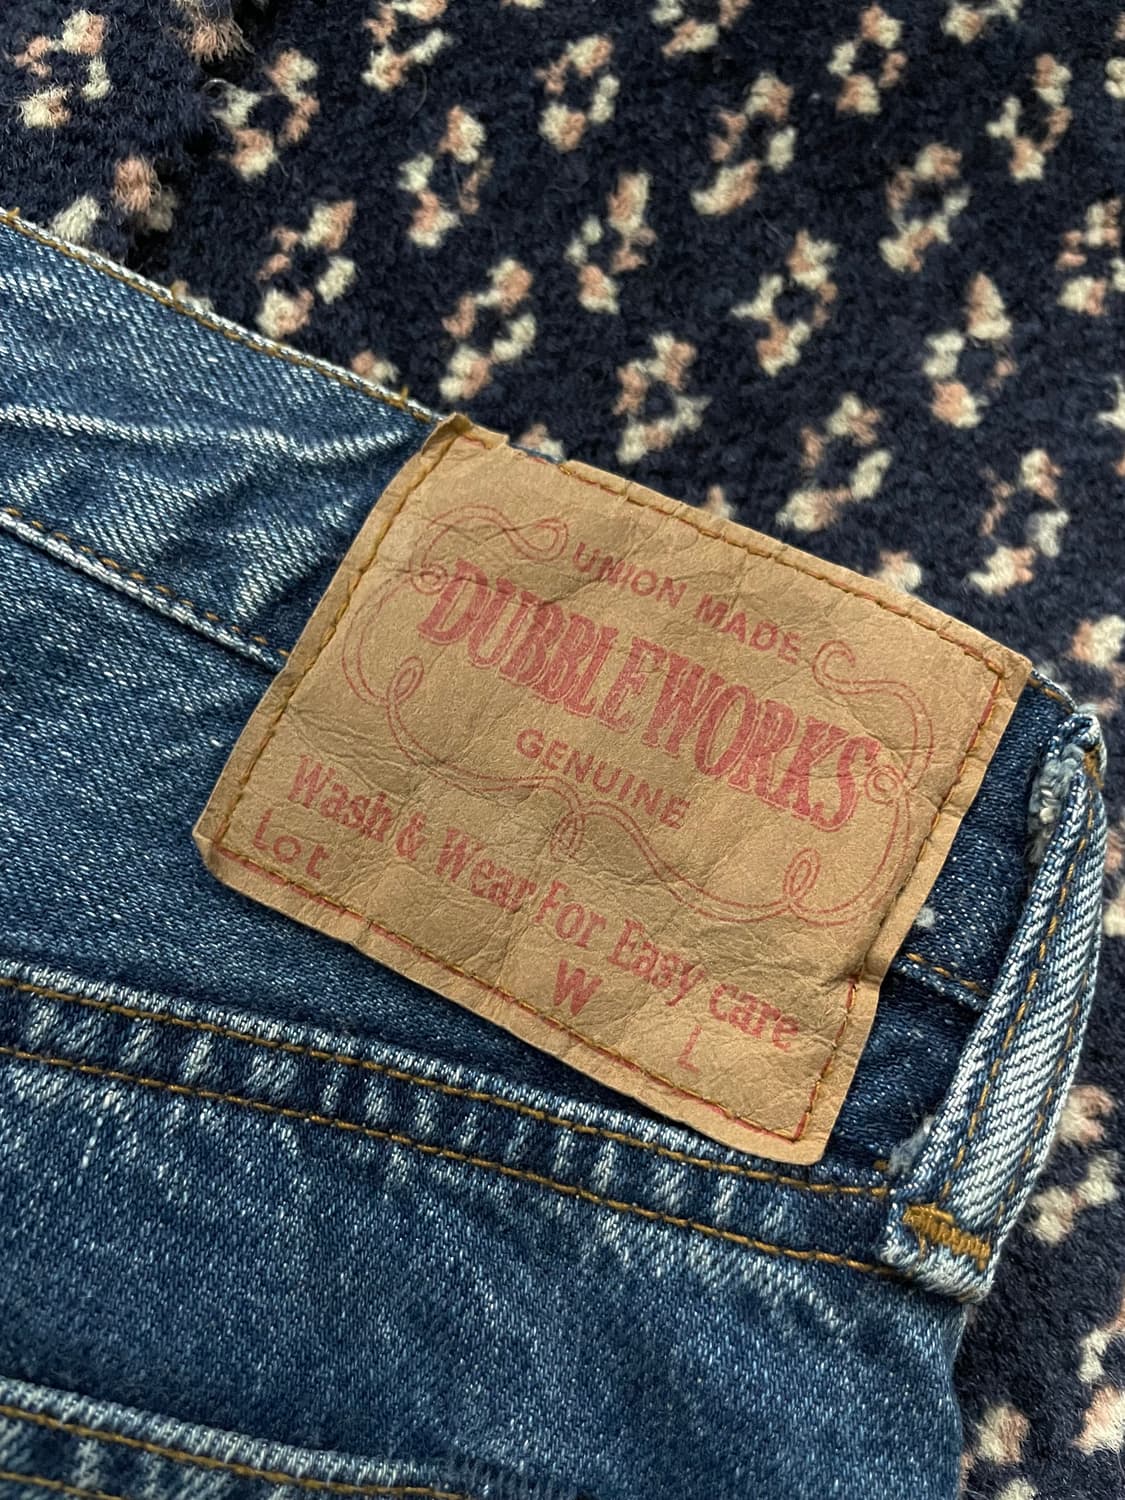 UNION MADE
DUBBLEWORKS
GENUINE
Wash & Wear For Easy care
Lot W L